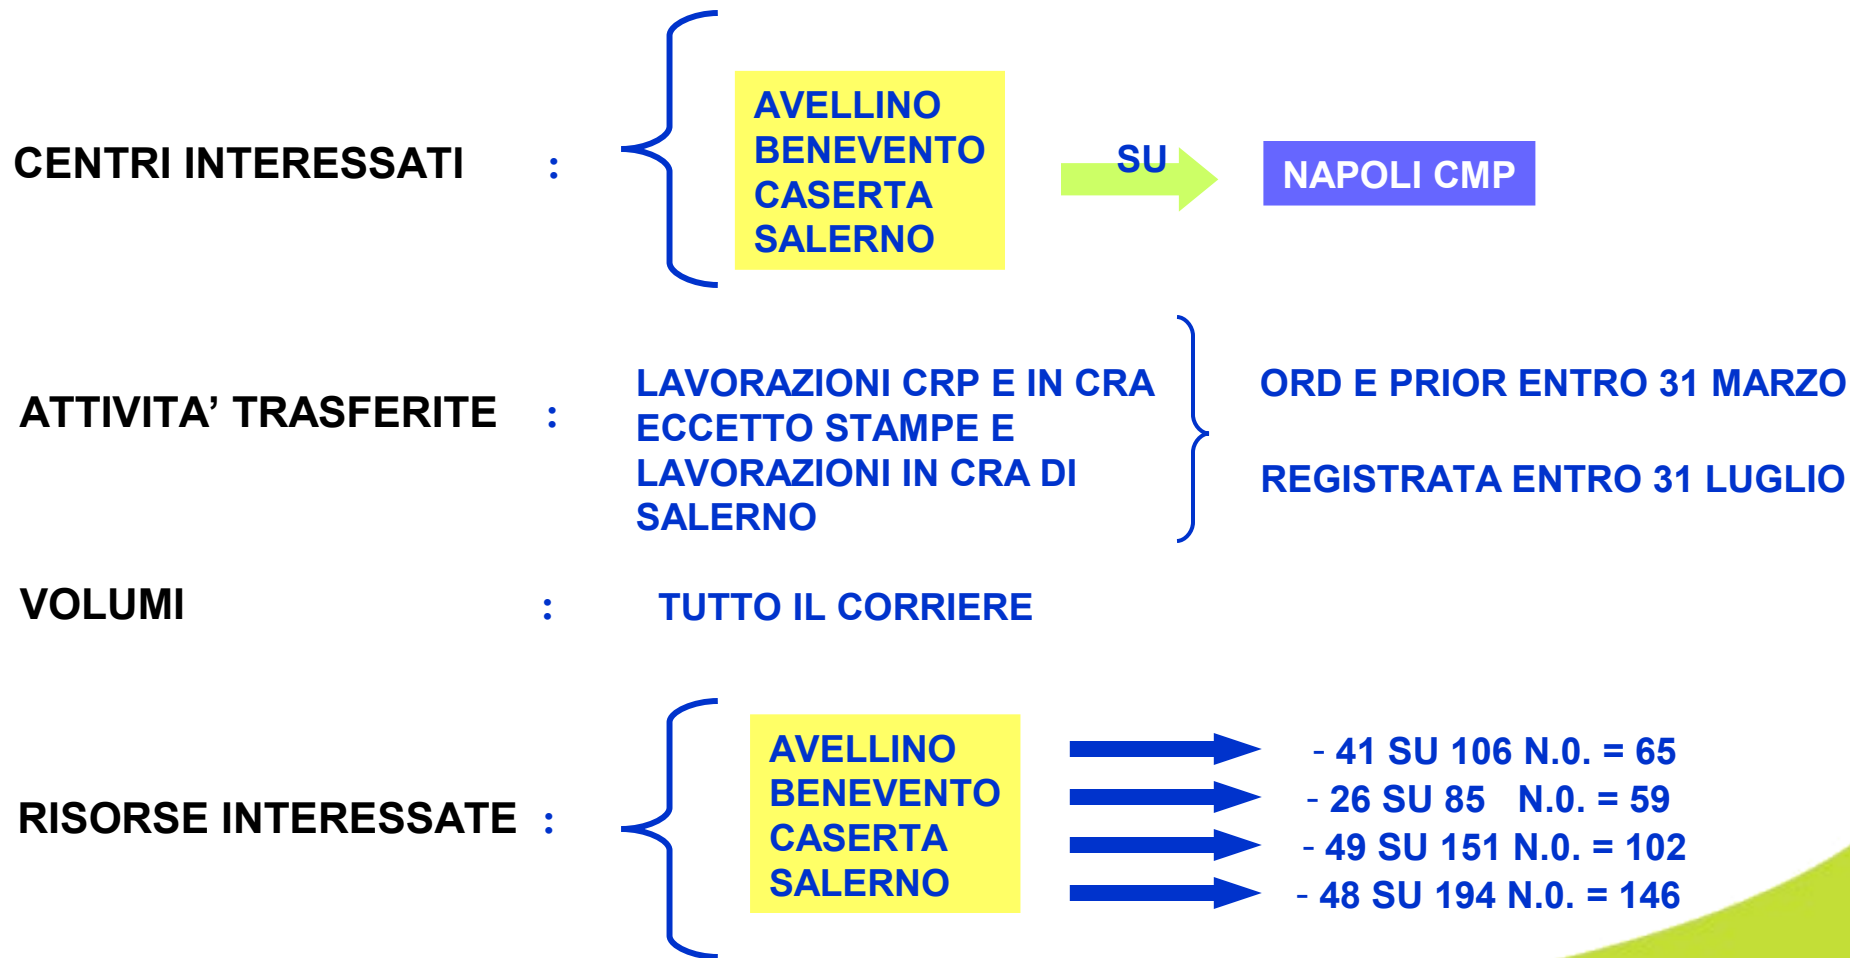 CENTRI INTERESSATI :
AVELLINO
BENEVENTO
CASERTA
SALERNO
SU
NAPOLI CMP
ATTIVITA’ TRASFERITE :
LAVORAZIONI CRP E IN CRA
ECCETTO STAMPE E
LAVORAZIONI IN CRA DI
SALERNO
ORD E PRIOR ENTRO 31 MARZO
REGISTRATA ENTRO 31 LUGLIO
VOLUMI : TUTTO IL CORRIERE
RISORSE INTERESSATE :
AVELLINO - 41 SU 106 N.0. = 65
BENEVENTO - 26 SU 85 N.0. = 59
CASERTA - 49 SU 151 N.0. = 102
SALERNO - 48 SU 194 N.0. = 146